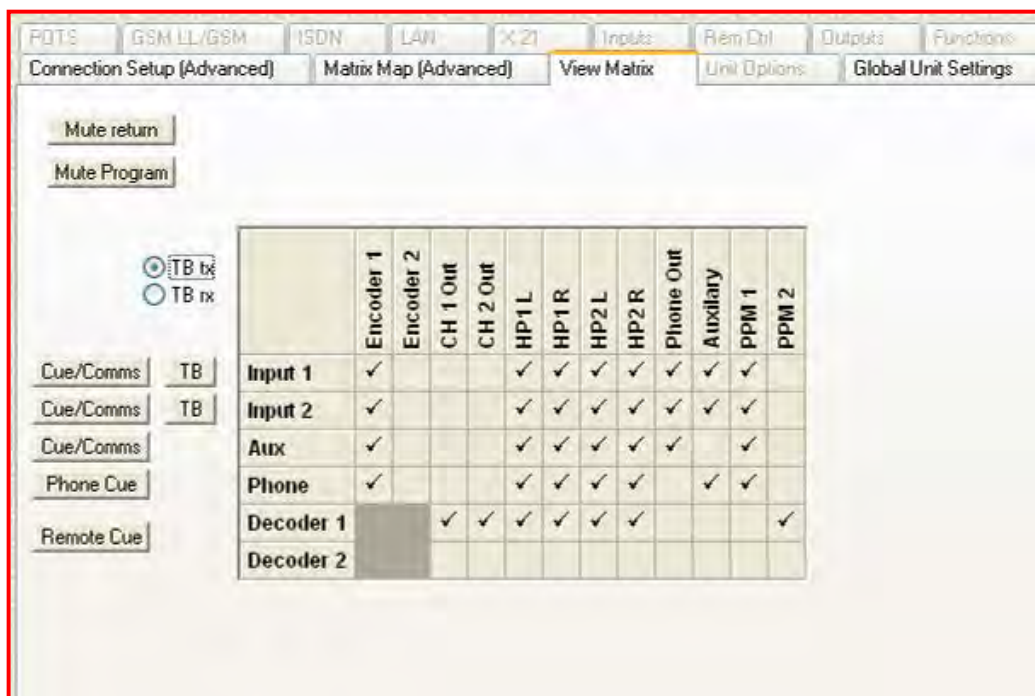 POTS GSM LL/GSM ISDN LAN X.21 Inputs Rem Ctrl Outputs Functions
Connection Setup (Advanced) Matrix Map (Advanced) View Matrix Unit Options Global Unit Settings
Mute return
Mute Program
TB tx
TB rx
Encoder 1 Encoder 2 CH 1 Out CH 2 Out HP1 L HP1 R HP2 L HP2 R Phone Out Auxilary PPM 1 PPM 2
Cue/Comms TB Input 1 ✓ ✓ ✓ ✓ ✓ ✓ ✓ ✓
Cue/Comms TB Input 2 ✓ ✓ ✓ ✓ ✓ ✓ ✓ ✓
Cue/Comms Aux ✓ ✓ ✓ ✓ ✓ ✓ ✓
Phone Cue Phone ✓ ✓ ✓ ✓ ✓ ✓ ✓
Remote Cue Decoder 1 ✓ ✓ ✓ ✓ ✓ ✓ ✓
Decoder 2